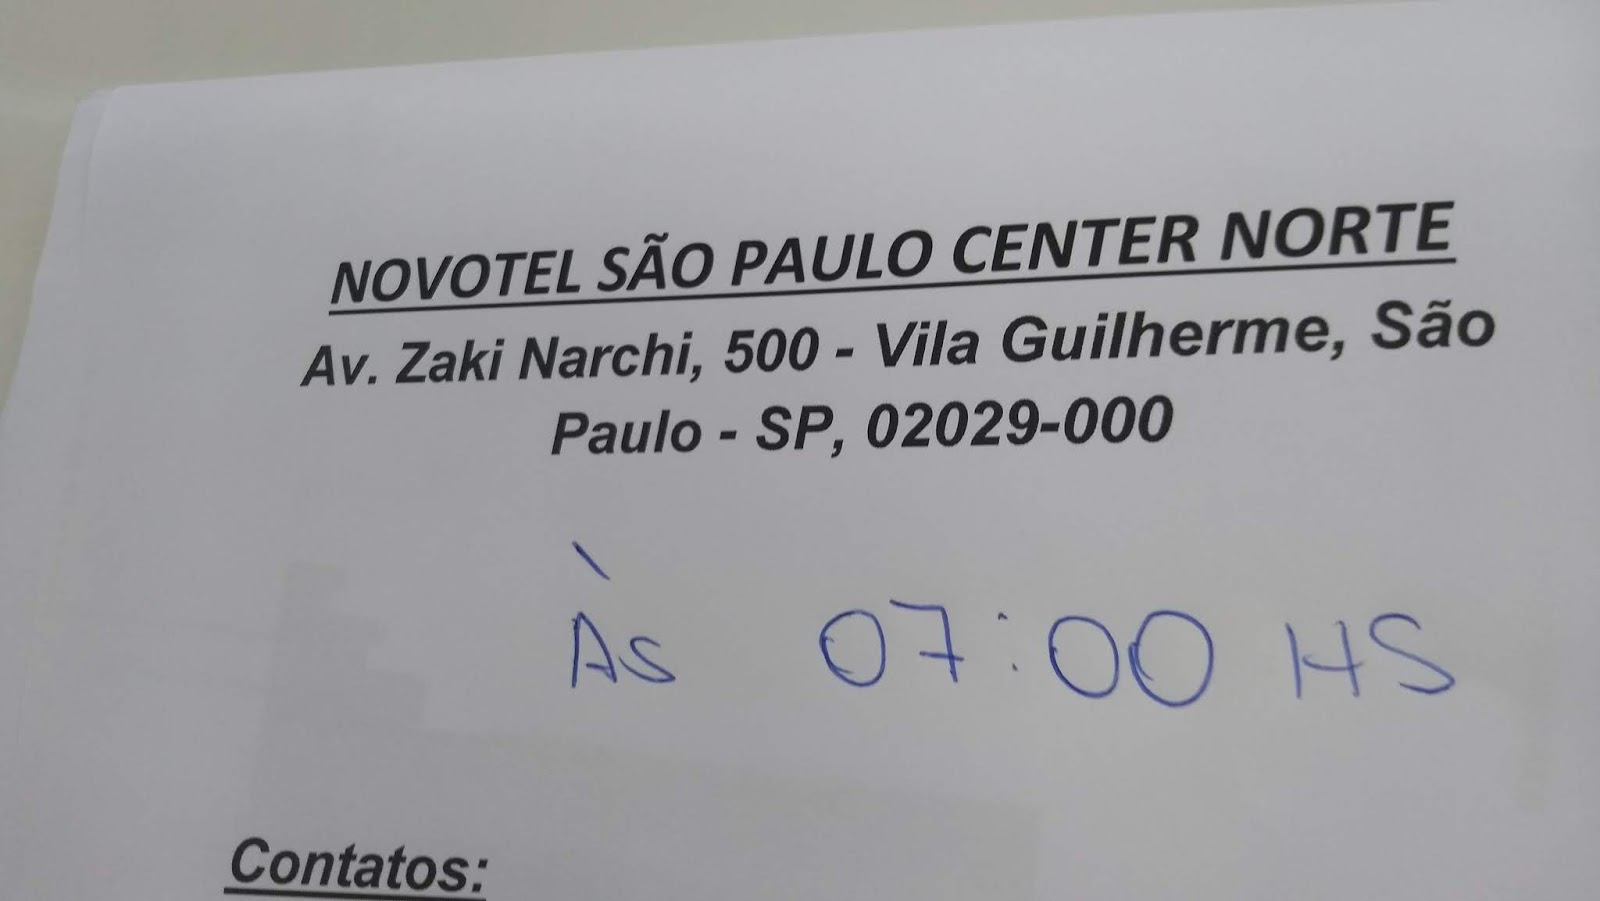 NOVOTEL SÃO PAULO CENTER NORTE
Av. Zaki Narchi, 500 - Vila Guilherme, São
Paulo - SP, 02029-000
ÀS 07:00 HS
Contatos: